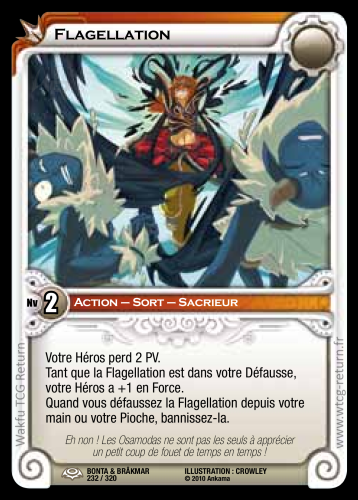 FLAGELLATION
Nv 2 ACTION – SORT – SACRIEUR
Votre Héros perd 2 PV.
Tant que la Flagellation est dans votre Défausse,
votre Héros a +1 en Force.
Quand vous défaussez la Flagellation depuis votre
main ou votre Pioche, bannissez-la.
Eh non ! Les Osamodas ne sont pas les seuls à apprécier
un petit coup de fouet de temps en temps !
Wakfu TCG Return
www.wtcg-return.fr
BONTA & BRÂKMAR
232 / 320
ILLUSTRATION : CROWLEY
© 2010 Ankama